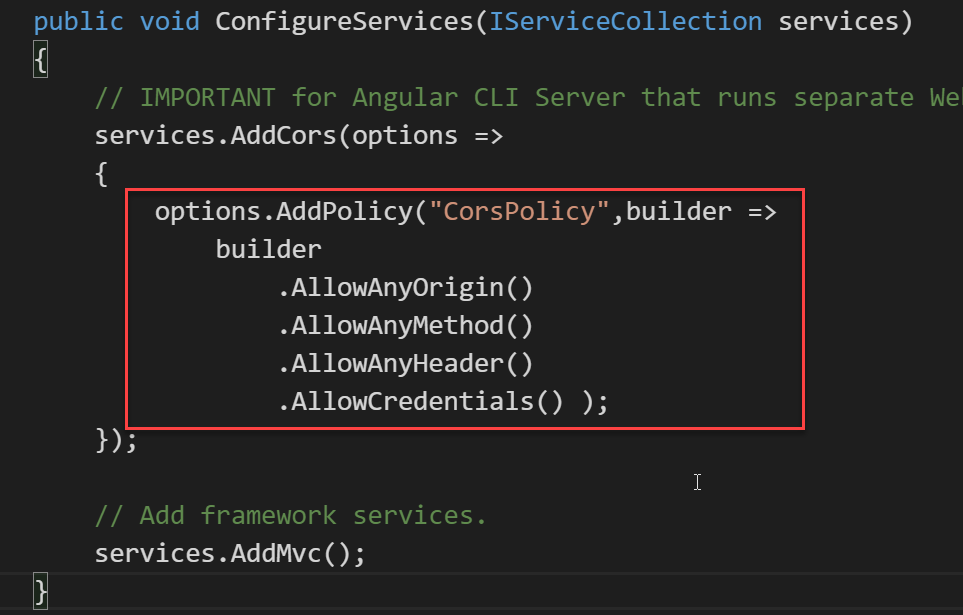 public void ConfigureServices(IServiceCollection services)
{
// IMPORTANT for Angular CLI Server that runs separate
services.AddCors(options =>
{
options.AddPolicy("CorsPolicy",builder =>
builder
.AllowAnyOrigin()
.AllowAnyMethod()
.AllowAnyHeader()
.AllowCredentials() );
});
// Add framework services.
services.AddMvc();
}